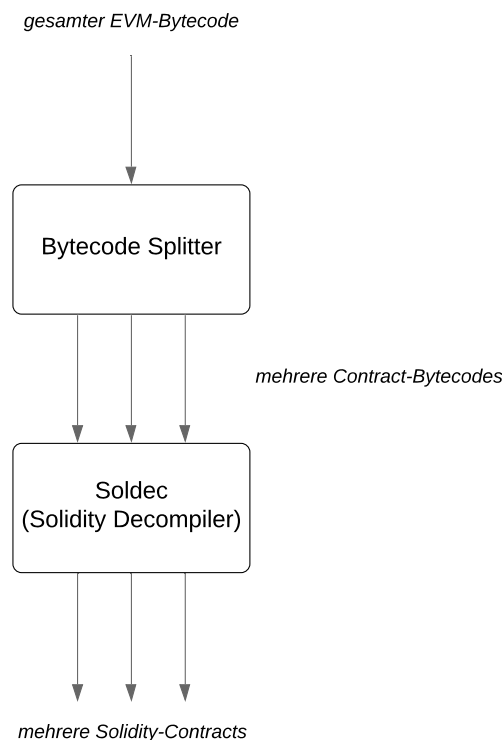 gesamter EVM-Bytecode
Bytecode Splitter
mehrere Contract-Bytecodes
Soldec
(Solidity Decompiler)
mehrere Solidity-Contracts